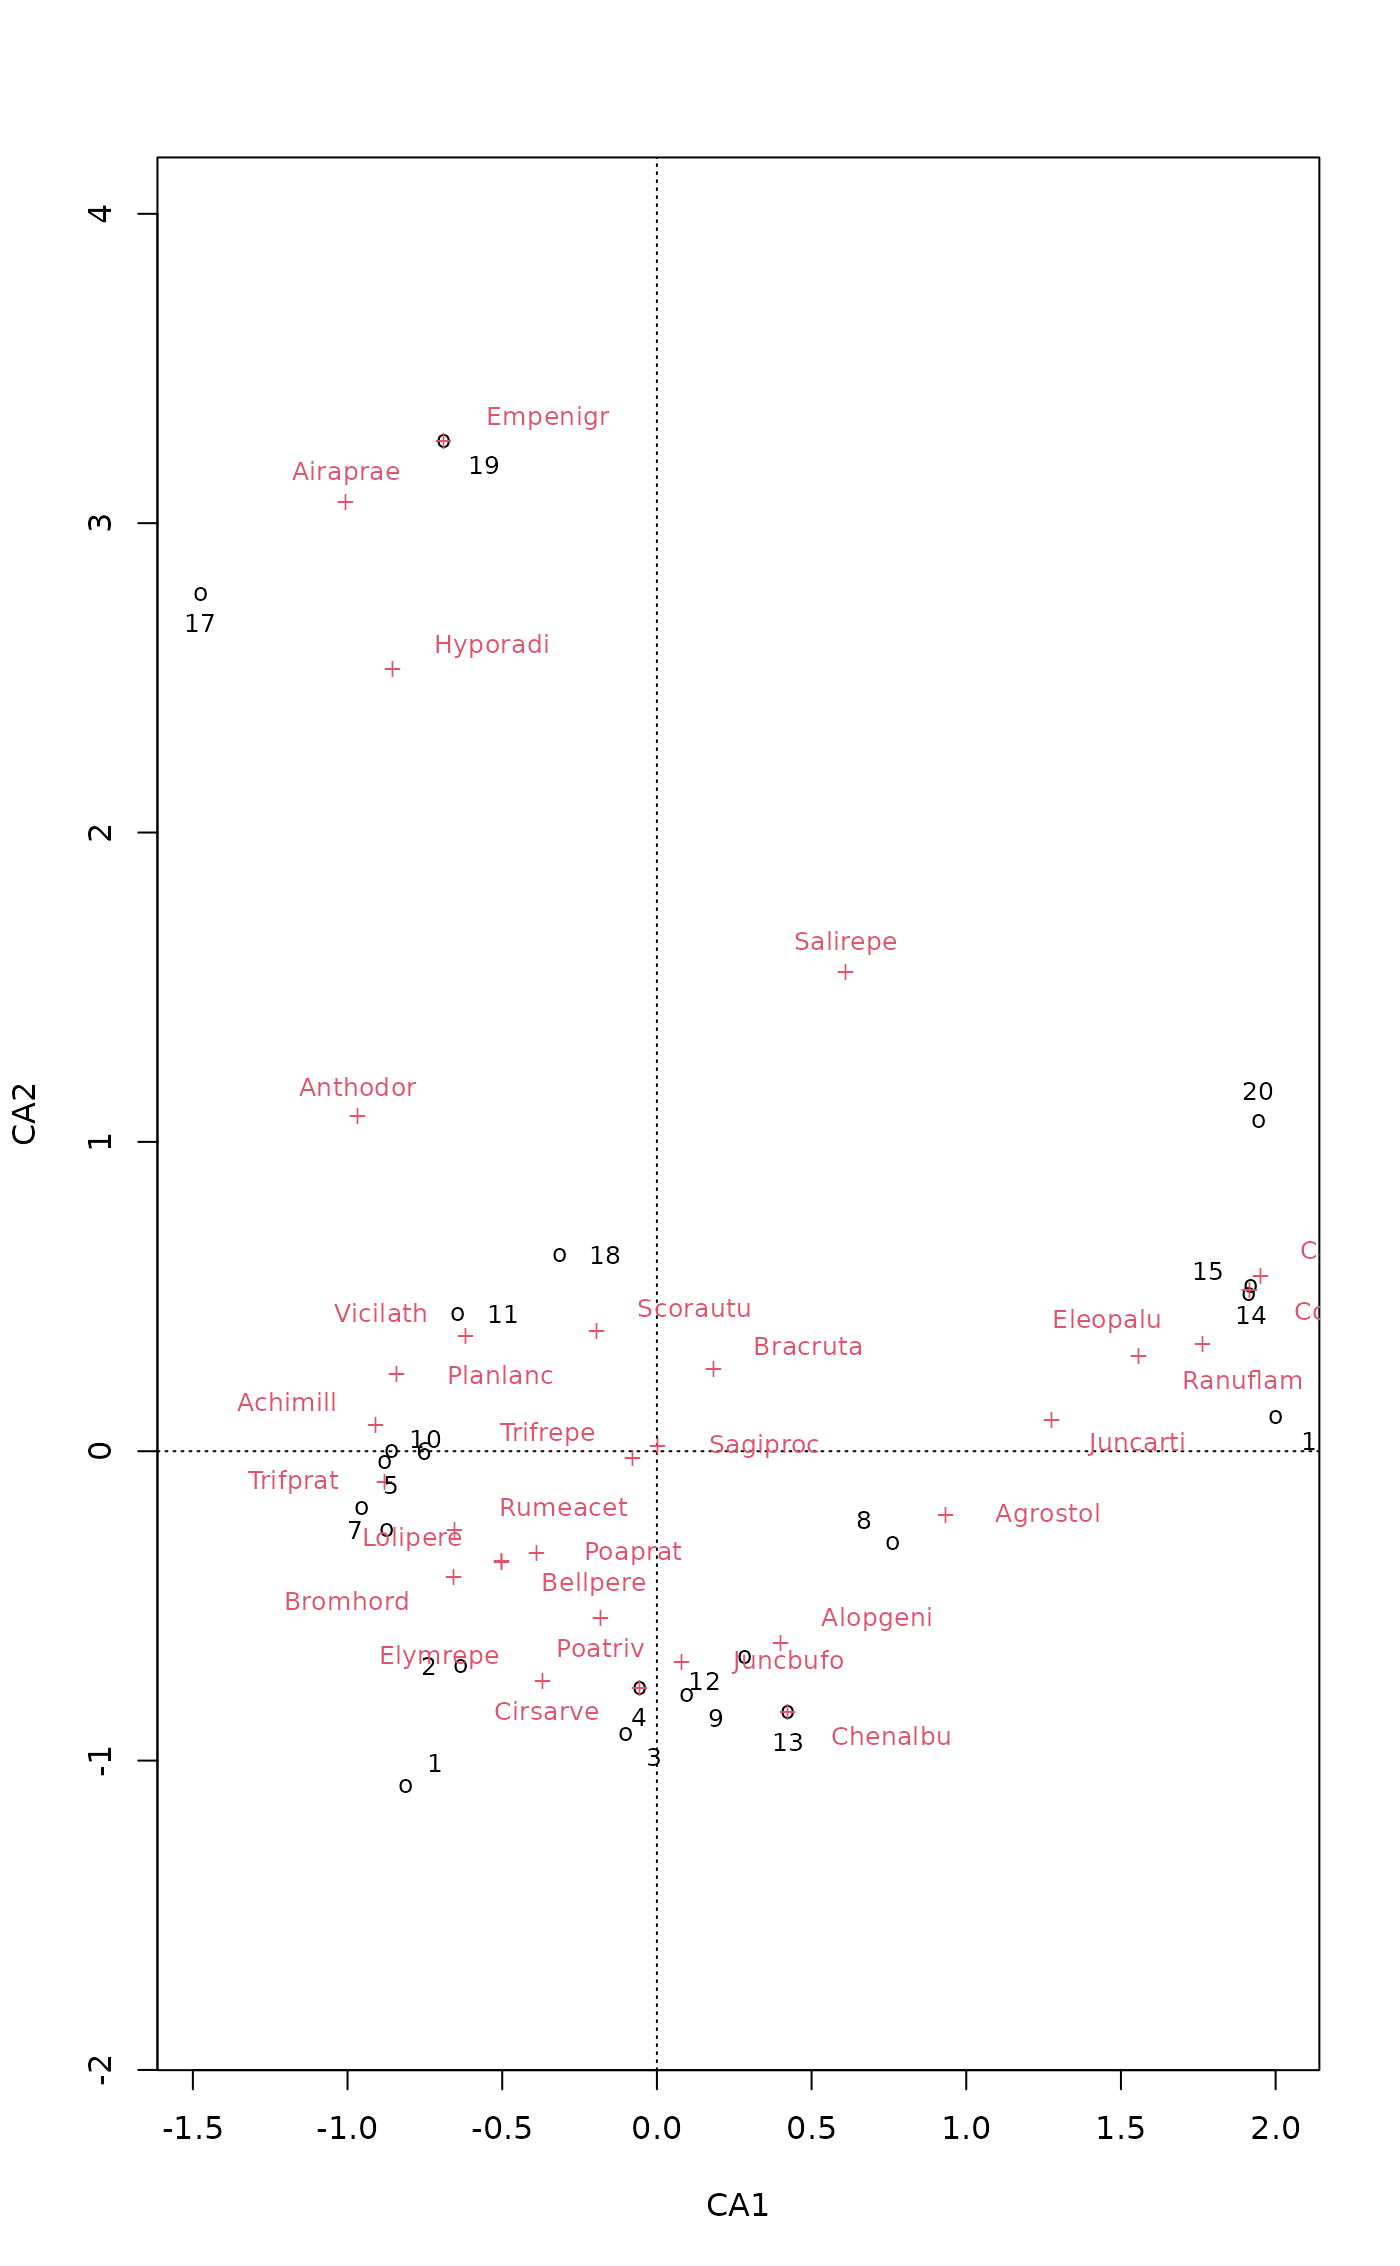 4
Empenigr
19
Airaprae
3
17
Hyporadi
Salirepe
2
Anthodor
20
CA2
1
C
18
15
Vicilath
11
Scorautu
Co
14
Eleopalu
Bracruta
Planlanc
Ranuflam
Achimill
Trifrepe
10
6
Sagiproc
Juncarti
1
0
Trifprat
5
Rumeacet
Agrostol
8
7
Lolipere
Poaprat
Bellpere
Bromhord
Alopgeni
Poatriv
Elymrepe
2
Juncbufo
12
Cirsarve
4
9
Chenalbu
13
3
1
-1
-2
-1.5 -1.0 -0.5 0.0 0.5 1.0 1.5 2.0
CA1